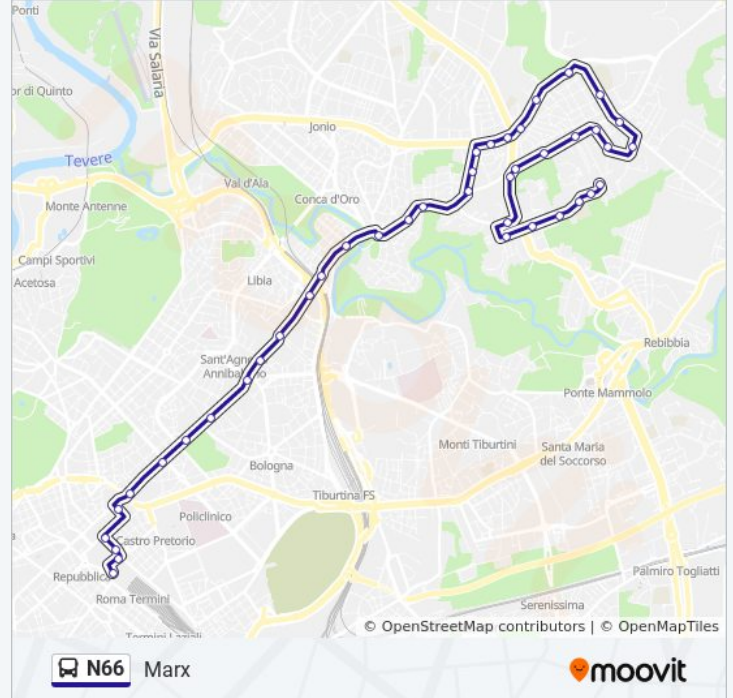 Ponti
Via Salaria
or di Quinto
Jonio
Tevere
Val d'Ala
Conca d'Oro
Monte Antenne
Campi Sportivi
Acetosa
Libia
Rebibbia
Sant'Agne
Annibaliano
Ponte Mammolo
Monti Tiburtini
Santa Maria
del Soccorso
Bologna
Tiburtina FS
Policlinico
Castro Pretorio
Repubblica
Palmiro Togliatti
Roma Termini
Serenissima
Termini Laziali
© OpenStreetMap contributors | © OpenMapTiles
N66 Marx
moovit